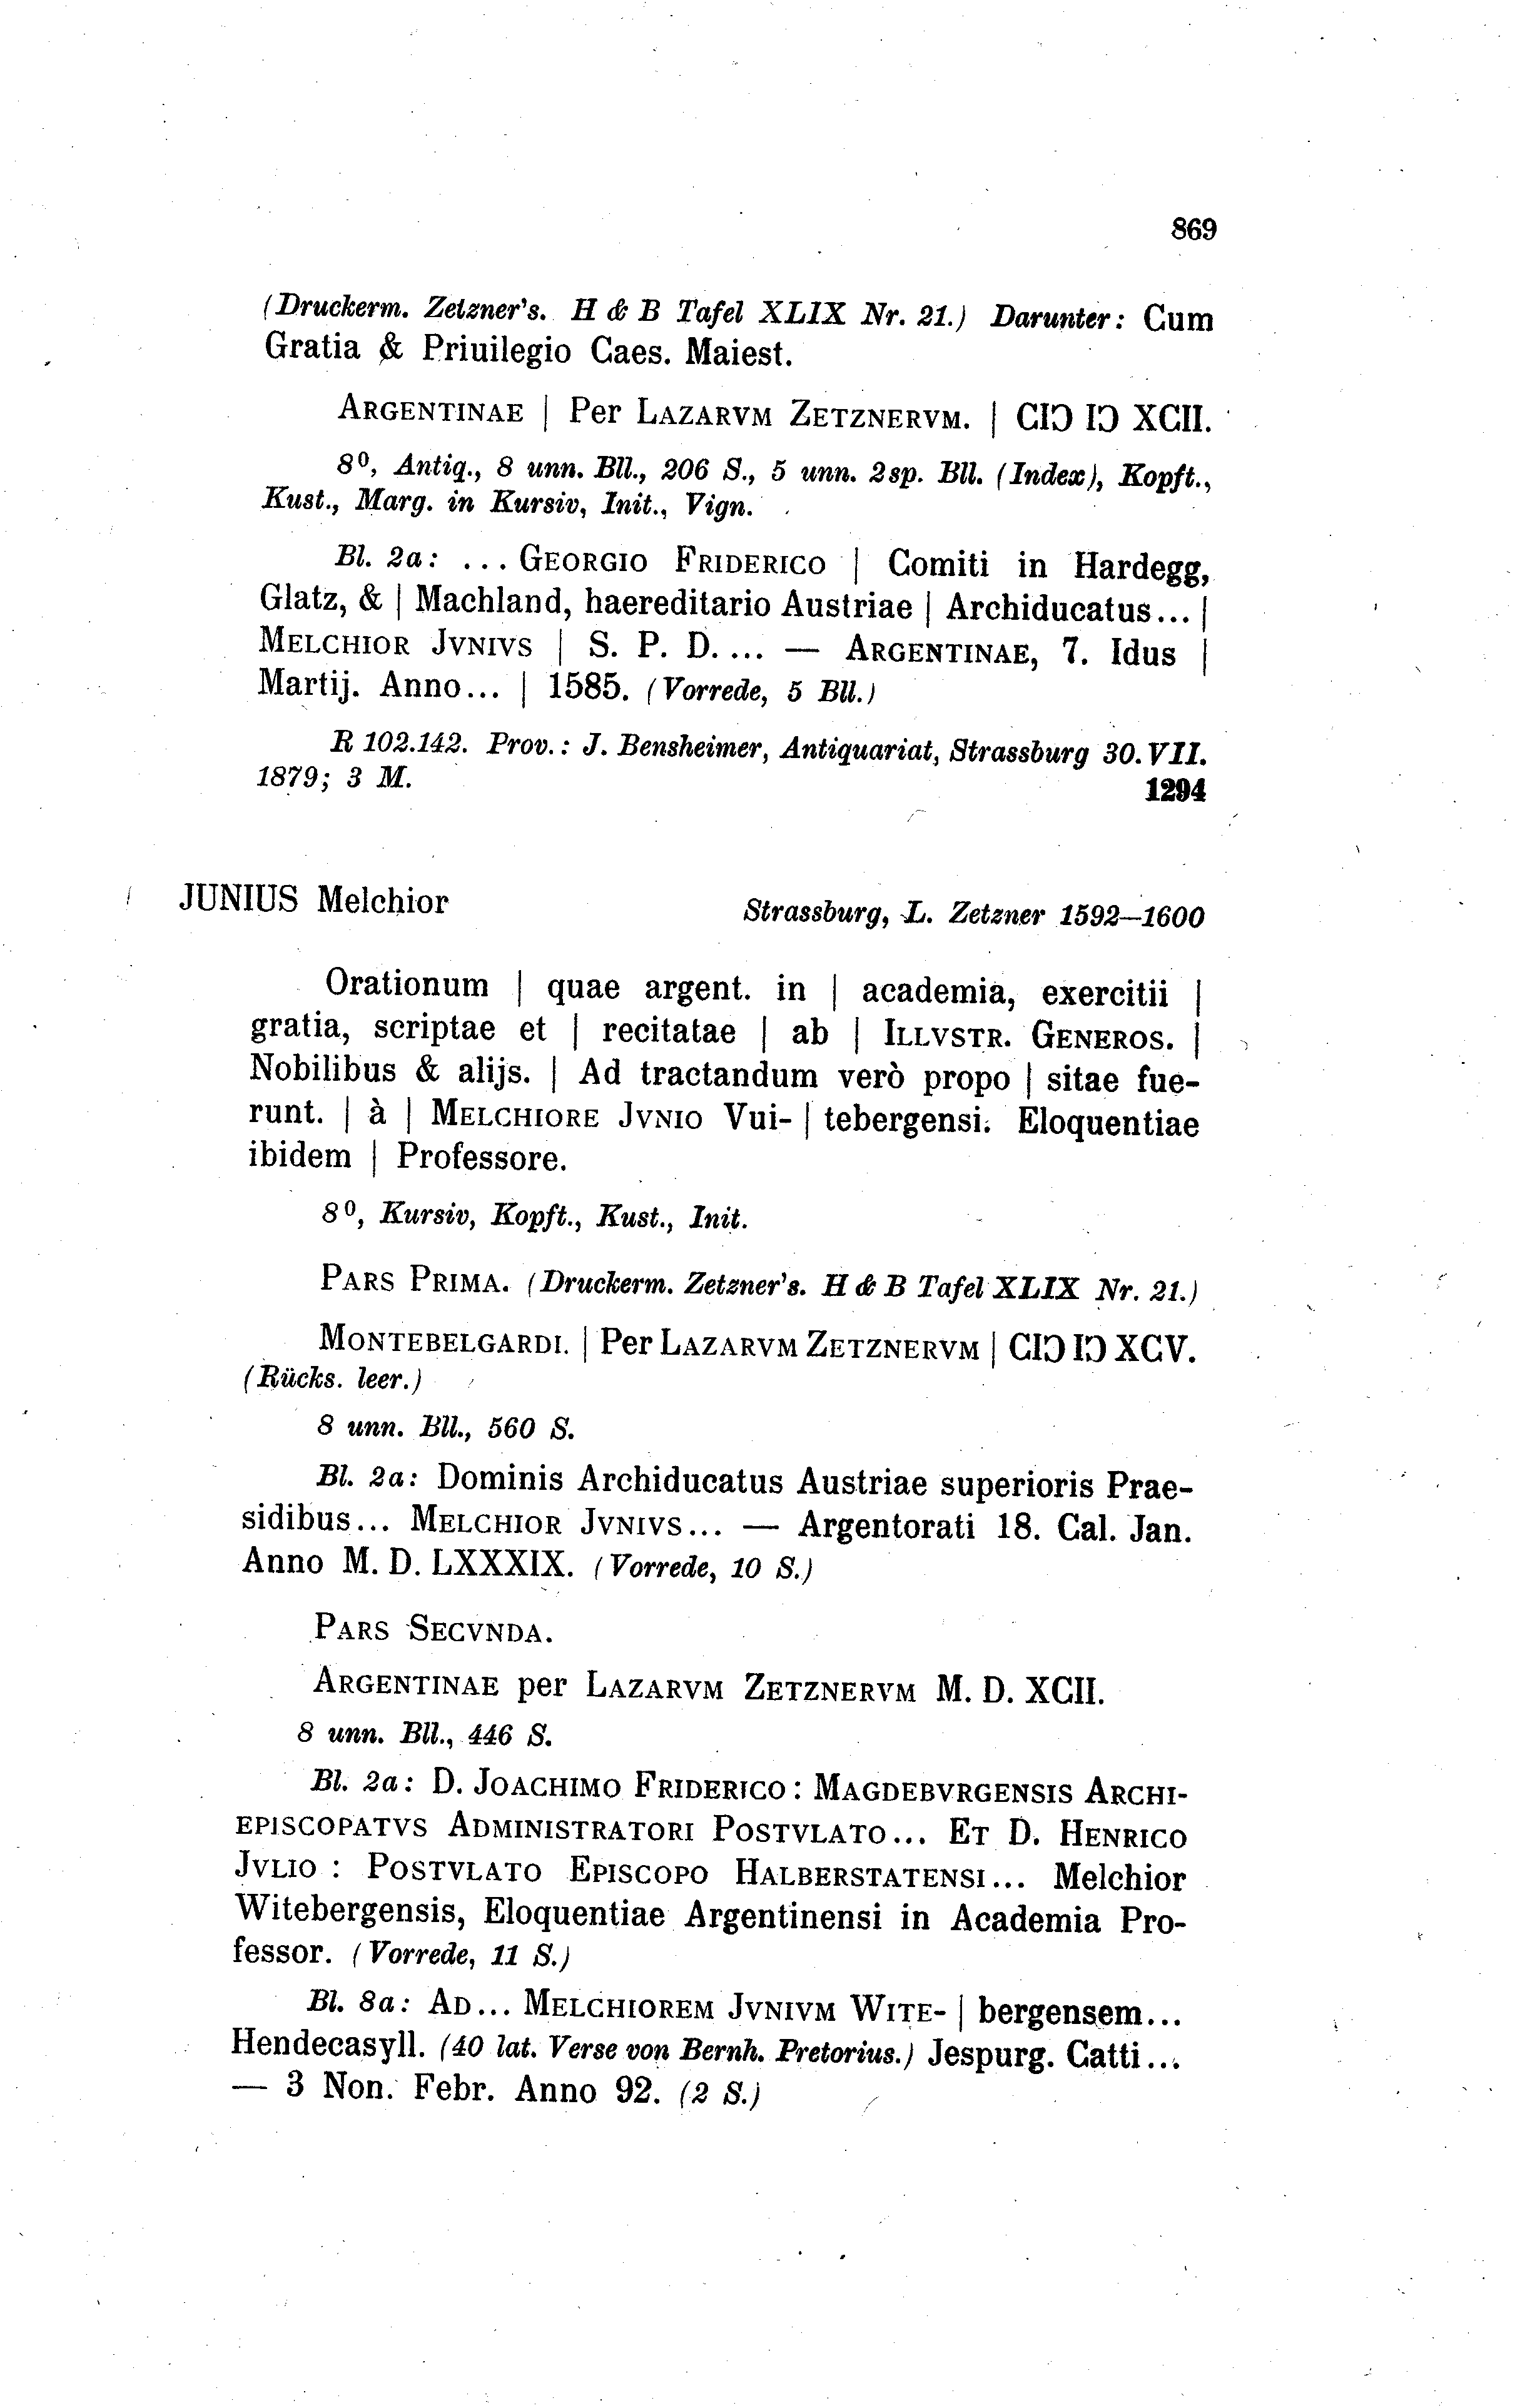 869
(Druckerm. Zetzner's. H & B Tafel XLIX Nr. 21.) Darunter: Cum
Gratia & Priuilegio Caes. Maiest.
ARGENTINAE | Per LAZARVM ZETZNERVM. | CIↃ IↃ XCII.
8⁰, Antiq., 8 unn. Bll., 206 S., 5 unn. 2sp. Bll. (Index), Kopft.,
Kust., Marg. in Kursiv, Init., Vign.
Bl. 2a: ... GEORGIO FRIDERICO | Comiti in Hardegg,
Glatz, & | Machland, haereditario Austriae | Archiducatus... |
MELCHIOR JVNIVS | S. P. D. ... — ARGENTINAE, 7. Idus |
Martij. Anno... | 1585. (Vorrede, 5 Bll.)
R 102.142. Prov.: J. Bensheimer, Antiquariat, Strassburg 30. VII.
1879; 3 M.
1294
JUNIUS Melchior
Strassburg, L. Zetzner 1592—1600
Orationum | quae argent. in | academia, exercitii |
gratia, scriptae et | recitatae | ab | ILLVSTR. GENEROS. |
Nobilibus & alijs. | Ad tractandum verò propo | sitae fue-
runt. | à | MELCHIORE JVNIO Vui- | tebergensi. Eloquentiae
ibidem | Professore.
8⁰, Kursiv, Kopft., Kust., Init.
PARS PRIMA. (Druckerm. Zetzner's. H & B Tafel XLIX Nr. 21.)
MONTEBELGARDI. | Per LAZARVM ZETZNERVM | CIↃ IↃ XCV.
(Rücks. leer.)
8 unn. Bll., 560 S.
Bl. 2a: Dominis Archiducatus Austriae superioris Prae-
sidibus... MELCHIOR JVNIVS... — Argentorati 18. Cal. Jan.
Anno M. D. LXXXIX. (Vorrede, 10 S.)
PARS SECVNDA.
ARGENTINAE per LAZARVM ZETZNERVM M. D. XCII.
8 unn. Bll., 446 S.
Bl. 2a: D. JOACHIMO FRIDERICO: MAGDEBVRGENSIS ARCHI-
EPISCOPATVS ADMINISTRATORI POSTVLATO... ET D. HENRICO
JVLIO : POSTVLATO EPISCOPO HALBERSTATENSI... Melchior
Witebergensis, Eloquentiae Argentinensi in Academia Pro-
fessor. (Vorrede, 11 S.)
Bl. 8a: AD... MELCHIOREM JVNIVM WITE- | bergensem...
Hendecasyll. (40 lat. Verse von Bernh. Pretorius.) Jespurg. Catti...
— 3 Non. Febr. Anno 92. (2 S.)